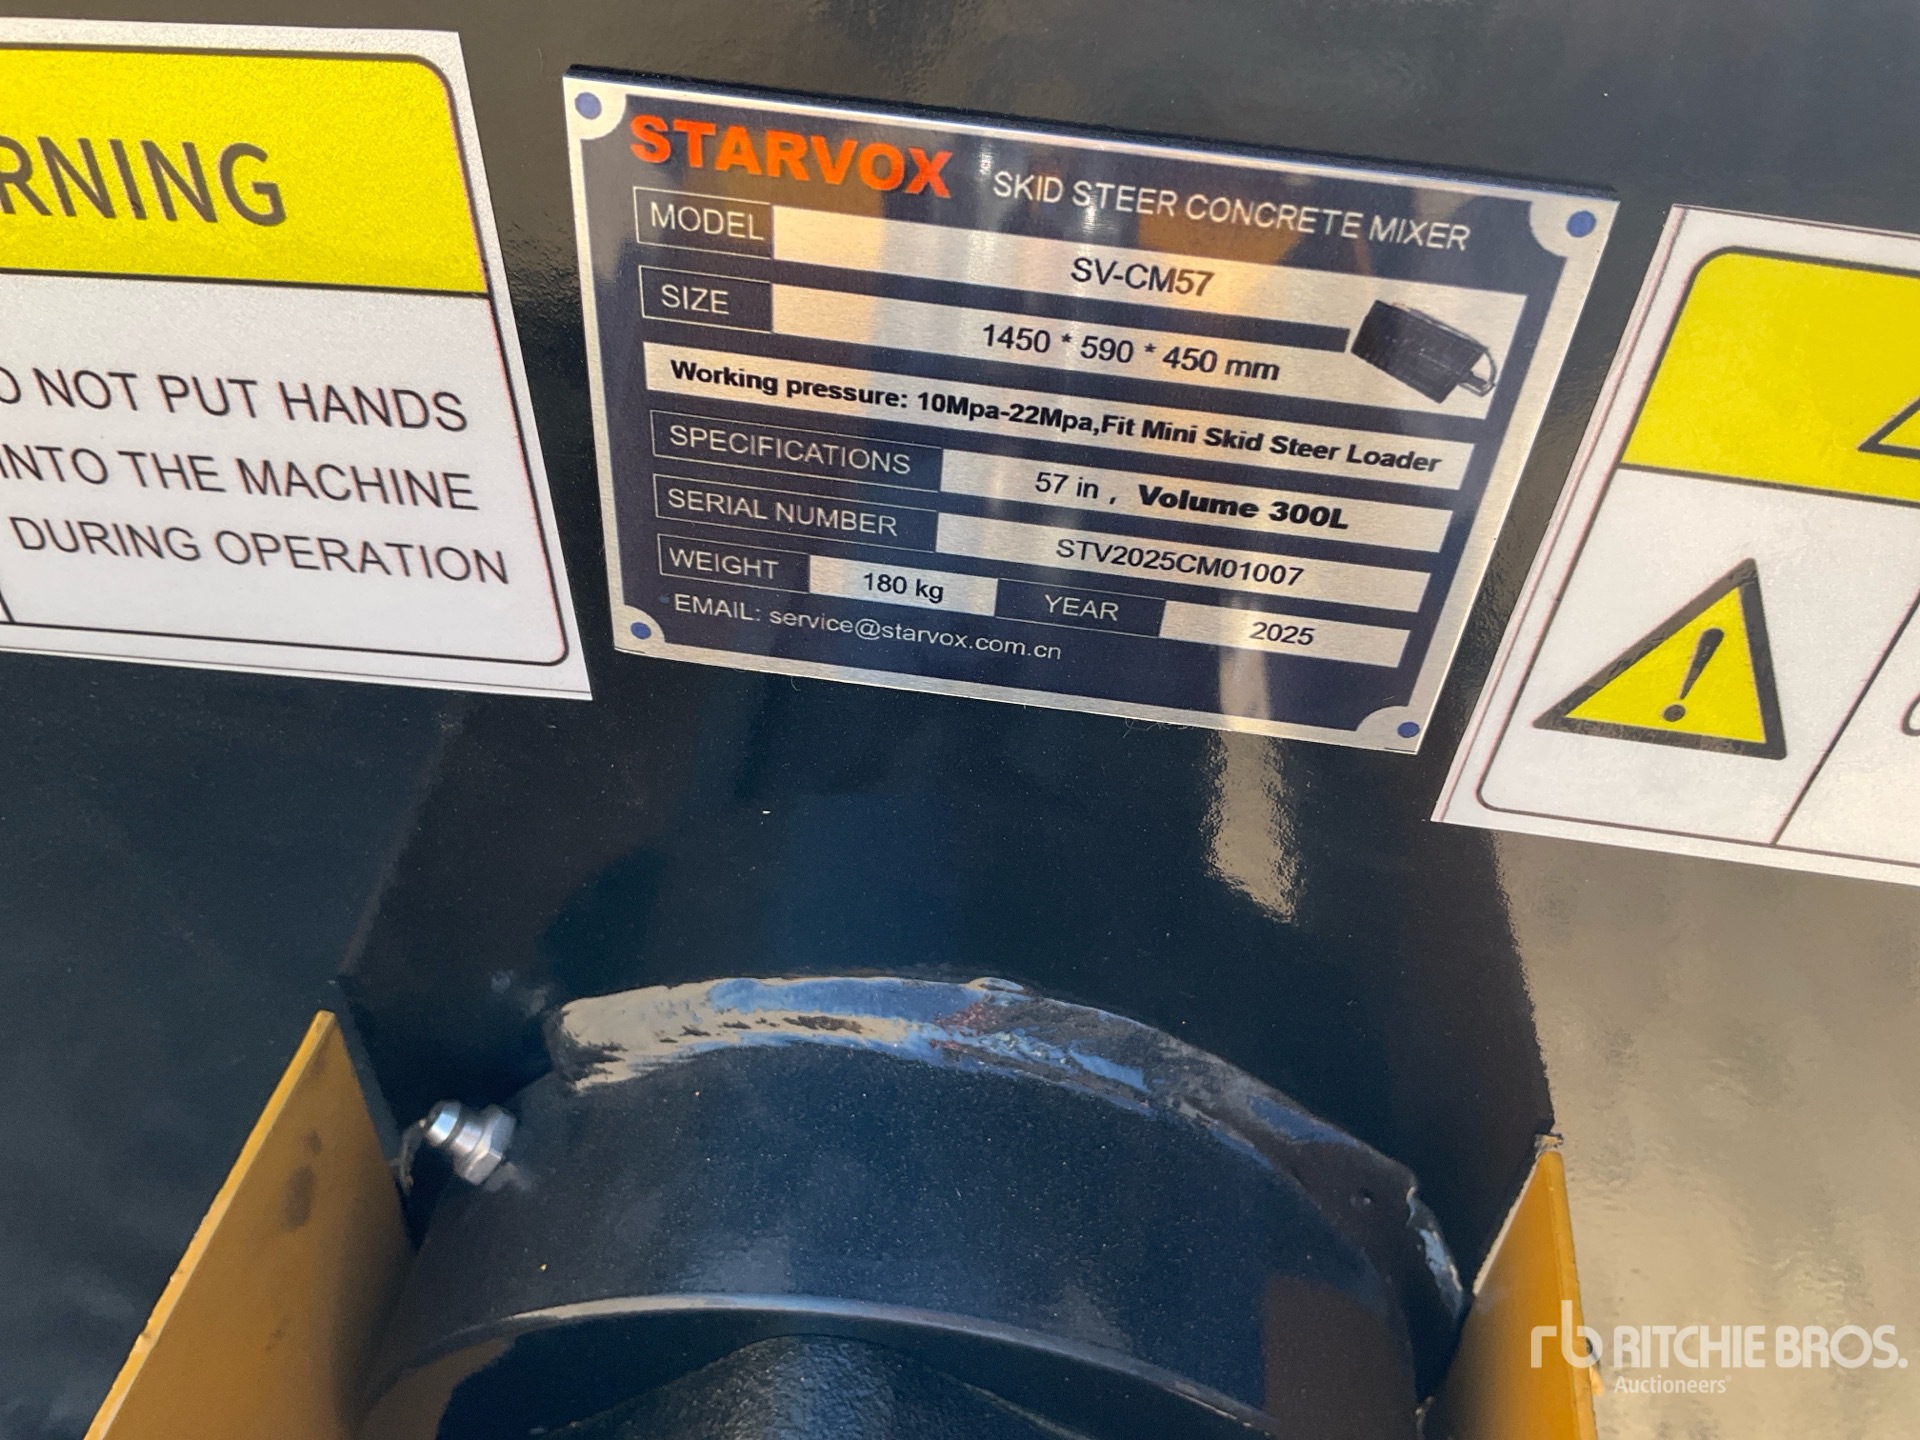 RNING
NOT PUT HANDS
INTO THE MACHINE
DURING OPERATION
STARVOX SKID STEER CONCRETE MIXER
MODEL SV-CM57
SIZE 1450 * 590 * 450 mm
Working pressure: 10Mpa-22Mpa,Fit Mini Skid Steer Loader
SPECIFICATIONS 57 in , Volume 300L
SERIAL NUMBER STV2025CM01007
WEIGHT 180 kg YEAR 2025
EMAIL: service@starvox.com.cn
rb RITCHIE BROS.
Auctioneers